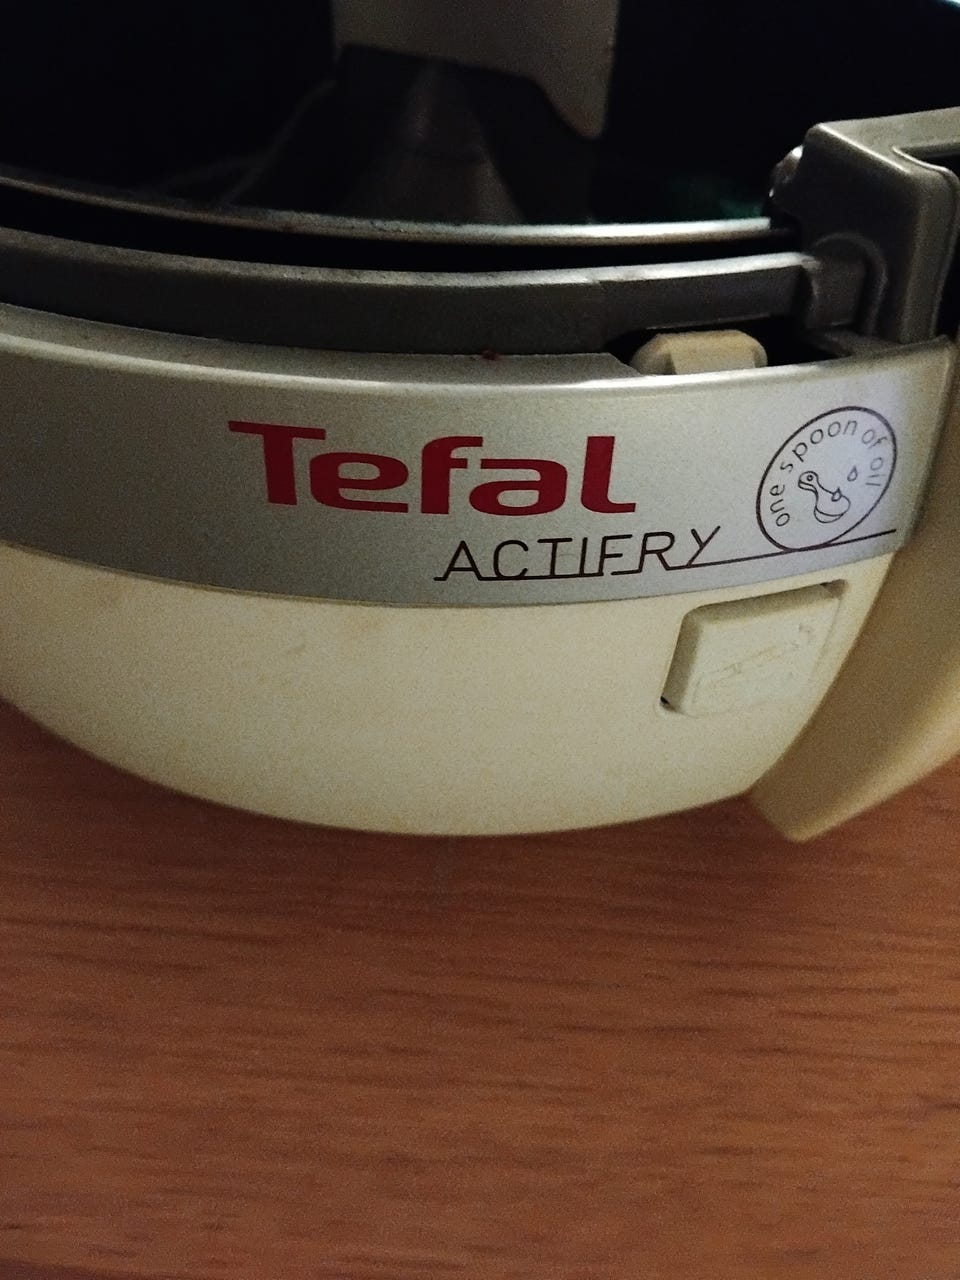 Tefal
ACTIFRY
one spoon of oil